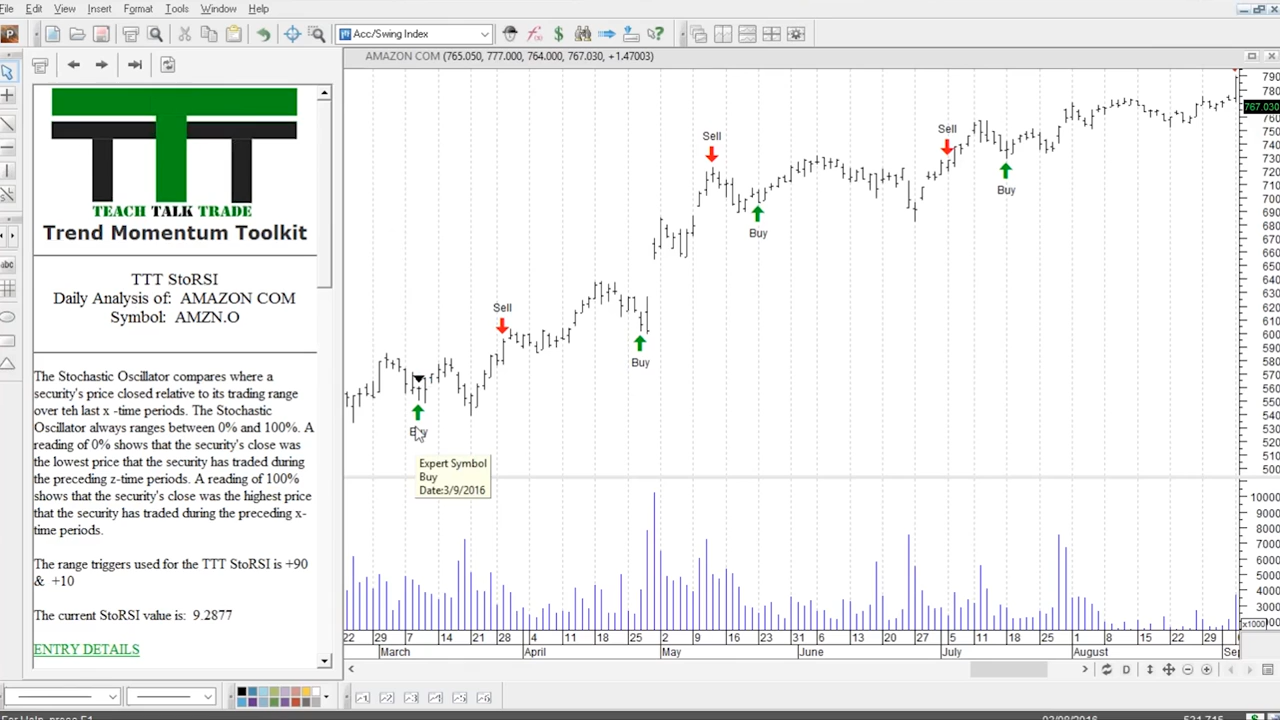 File Edit View Insert Format Tools Window Help
Acc/Swing Index
AMAZON COM (765.050, 777.000, 764.000, 767.030, +1.47003)
TEACH TALK TRADE
Trend Momentum Toolkit
TTT StoRSI
Daily Analysis of: AMAZON COM
Symbol: AMZN.O
The Stochastic Oscillator compares where a
security's price closed relative to its trading range
over teh last x -time periods. The Stochastic
Oscillator always ranges between 0% and 100%. A
reading of 0% shows that the security's close was
the lowest price that the security has traded during
the preceding z-time periods. A reading of 100%
shows that the security's close was the highest price
that the security has traded during the preceding x-
time periods.
The range triggers used for the TTT StoRSI is +90
& +10
The current StoRSI value is: 9.2877
ENTRY DETAILS
Sell
Sell
Sell
Buy
Buy
Buy
Buy
Expert Symbol
Buy
Date:3/9/2016
790
780
767.030
760
750
740
730
720
710
700
690
680
670
660
650
640
630
620
610
600
590
580
570
560
550
540
530
520
510
500
10000
9000
8000
7000
6000
5000
4000
3000
x1000
22 29 7 14 21 28 4 11 18 25 2 9 16 23 31 6 13 20 27 5 11 18 25 1 8 15 22 29
March April May June July August Sep
For Help, press F1